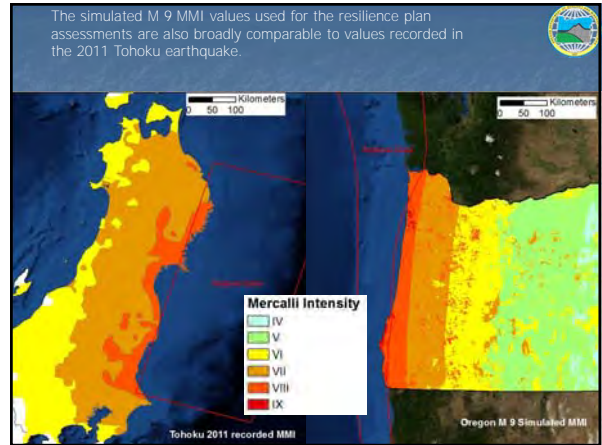 The simulated M 9 MMI values used for the resilience plan
assessments are also broadly comparable to values recorded in
the 2011 Tohoku earthquake.
Kilometers
0 50 100
Kilometers
0 50 100
Mercalli Intensity
IV
V
VI
VII
VIII
IX
Tohoku 2011 recorded MMI
Oregon M 9 Simulated MMI